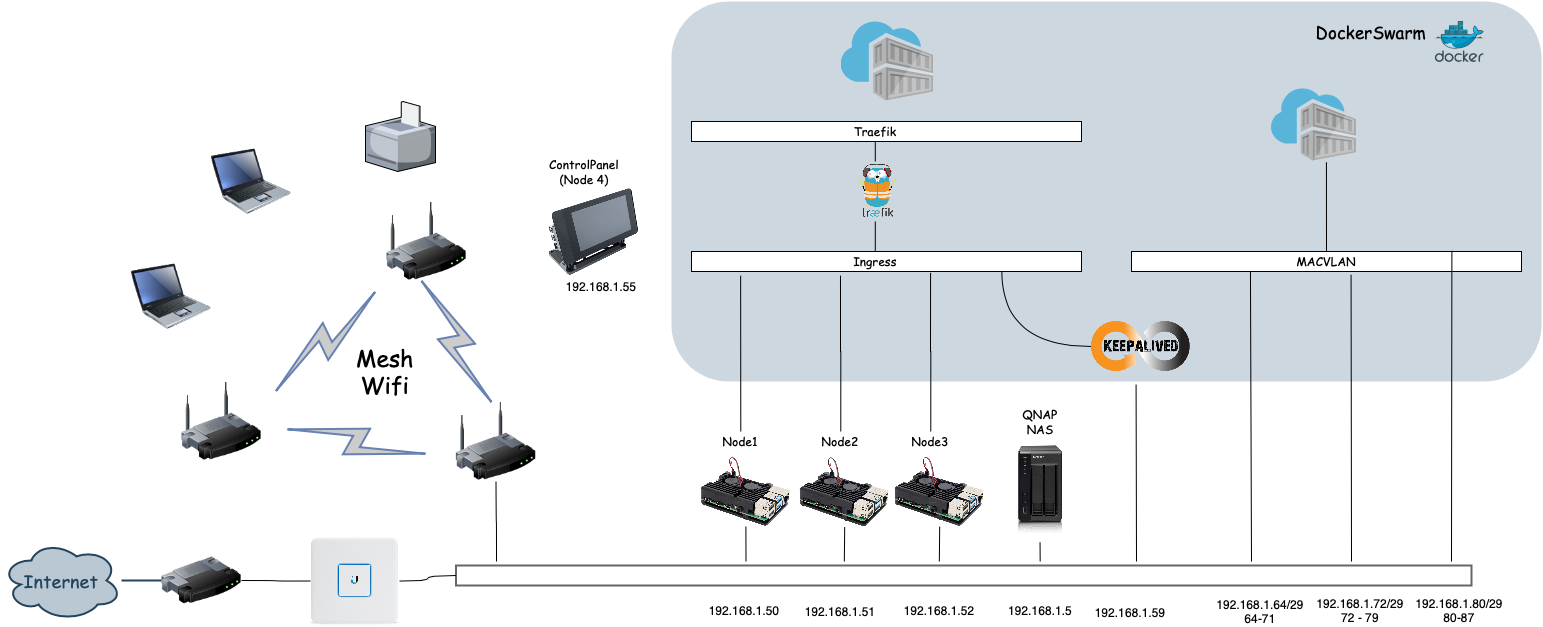 DockerSwarm
docker
Traefik
træfik
Ingress
MACVLAN
KEEPALIVED
ControlPanel
(Node 4)
192.168.1.55
Mesh
Wifi
QNAP
NAS
Node1
Node2
Node3
Internet
192.168.1.50
192.168.1.51
192.168.1.52
192.168.1.5
192.168.1.59
192.168.1.64/29
64-71
192.168.1.72/29
72 - 79
192.168.1.80/29
80-87